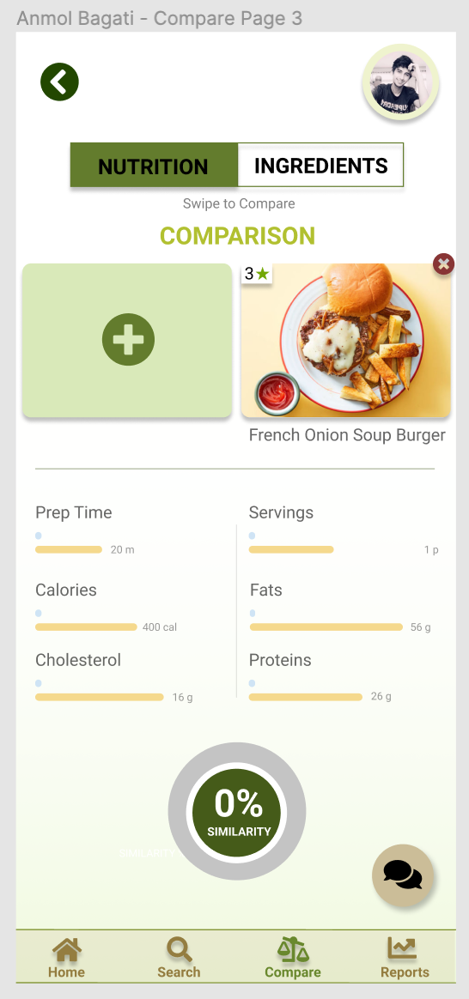 Anmol Bagati - Compare Page 3
NUTRITION
INGREDIENTS
Swipe to Compare
COMPARISON
3★
French Onion Soup Burger
Prep Time
20 m
Servings
1 p
Calories
400 cal
Fats
56 g
Cholesterol
16 g
Proteins
26 g
0%
SIMILARITY
SIMILARITY
Home
Search
Compare
Reports